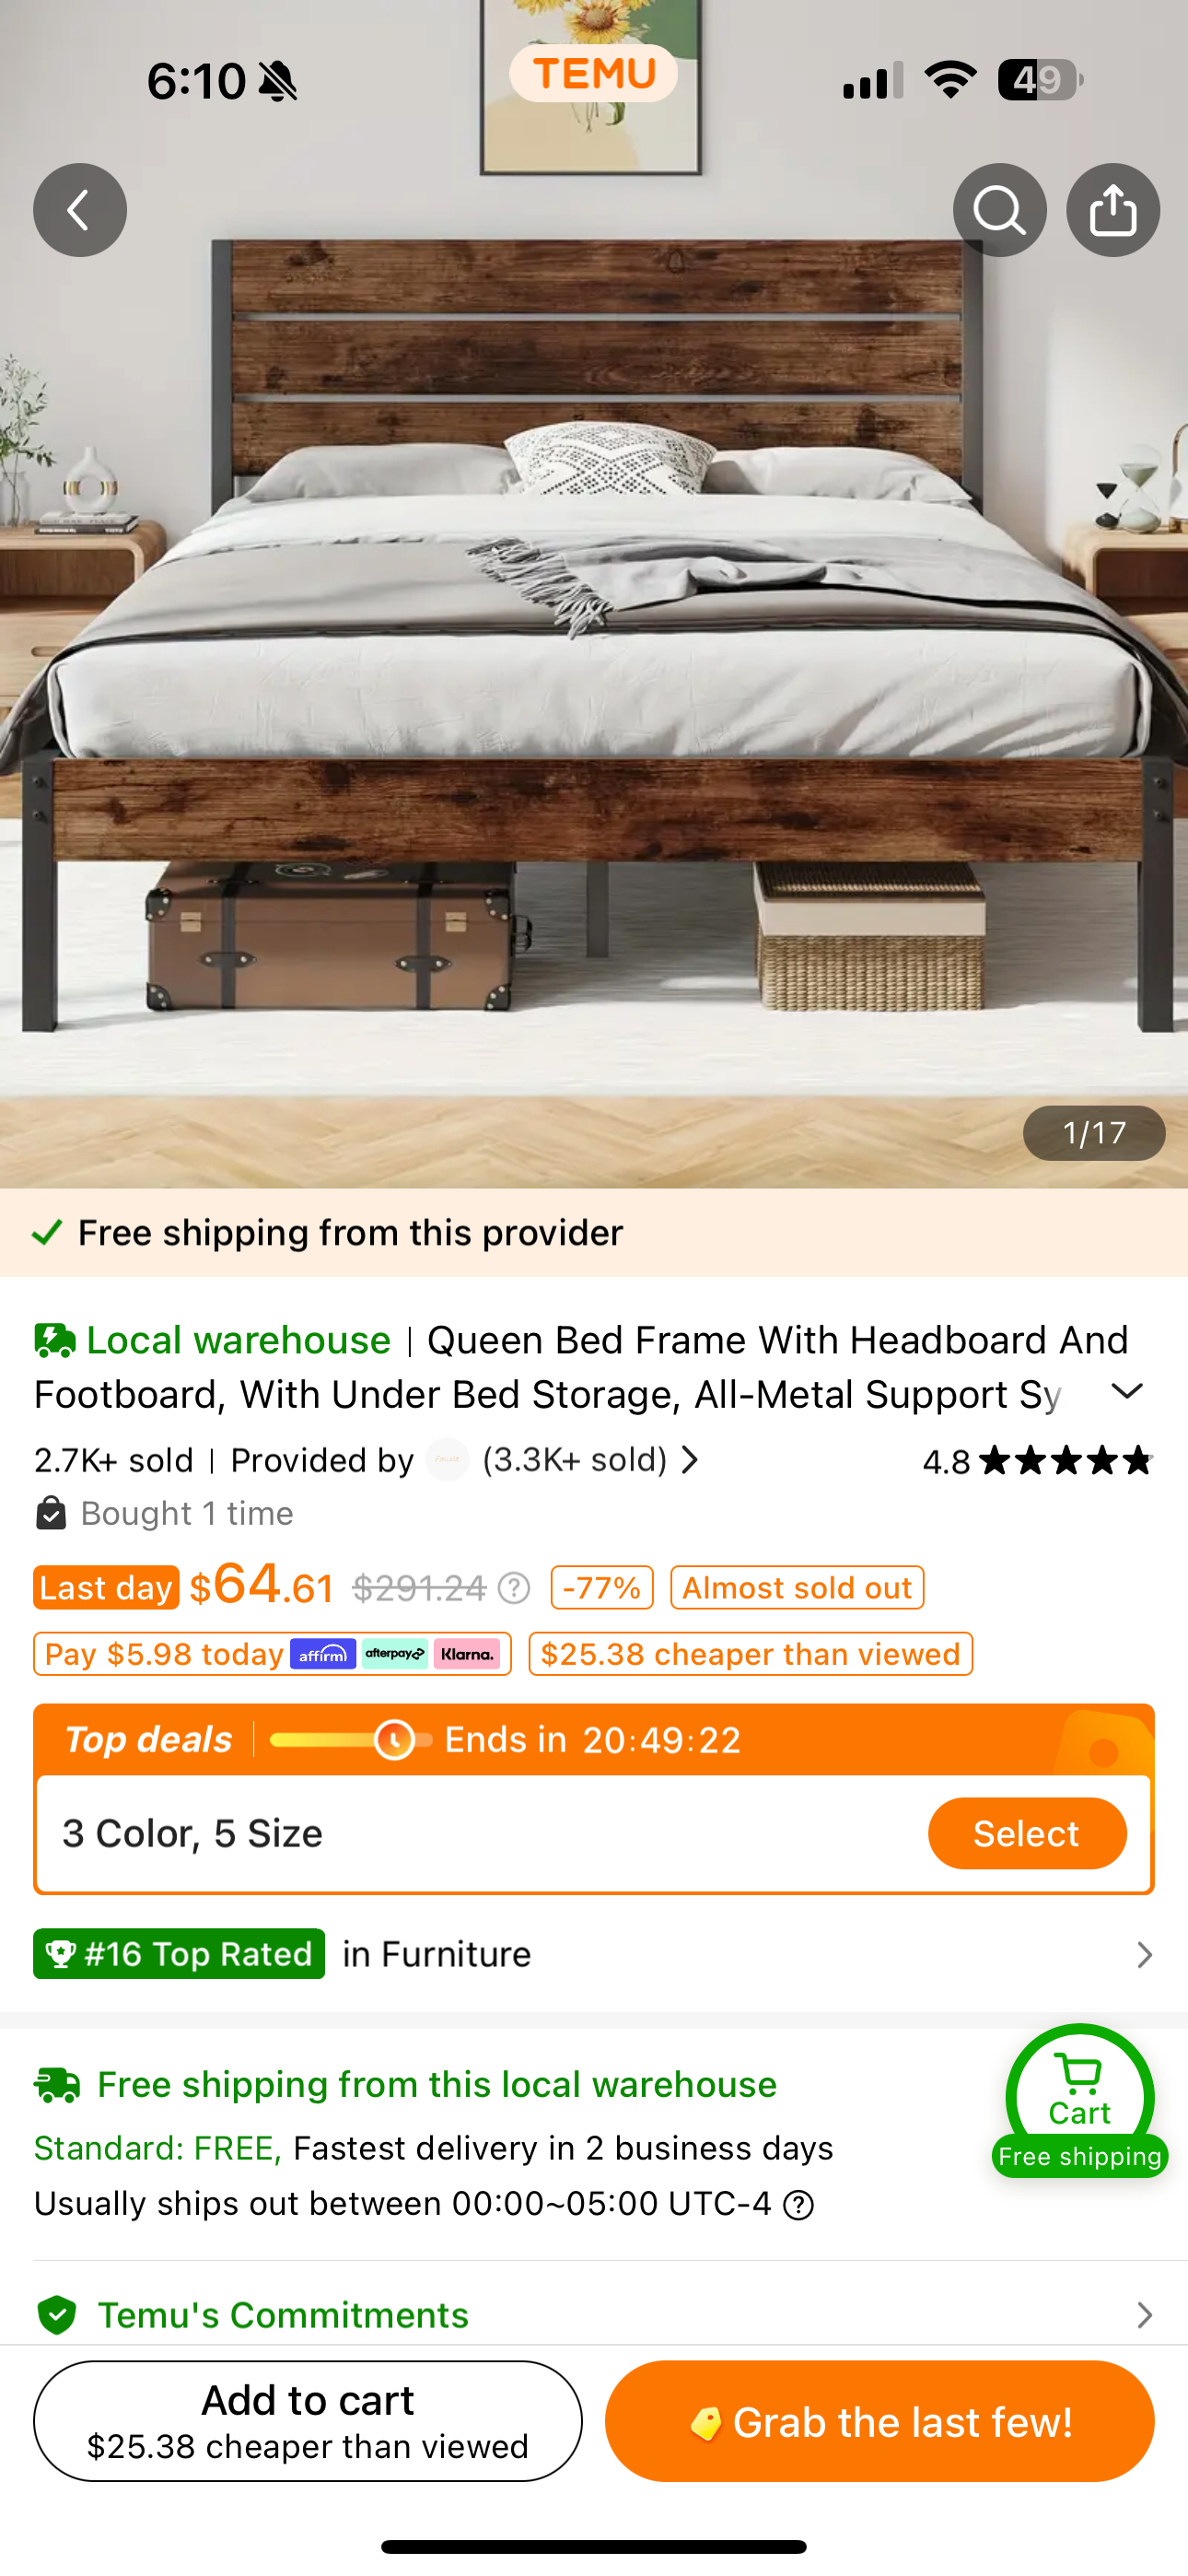 6:10
TEMU
49
1/17
Free shipping from this provider
Local warehouse | Queen Bed Frame With Headboard And
Footboard, With Under Bed Storage, All-Metal Support Sy
2.7K+ sold | Provided by (3.3K+ sold)
4.8
Bought 1 time
Last day $64.61 $291.24 ? -77% Almost sold out
Pay $5.98 today affirm afterpay Klarna. $25.38 cheaper than viewed
Top deals | Ends in 20:49:22
3 Color, 5 Size
Select
#16 Top Rated in Furniture
Free shipping from this local warehouse
Cart
Standard: FREE, Fastest delivery in 2 business days
Free shipping
Usually ships out between 00:00~05:00 UTC-4 ?
Temu's Commitments
Add to cart
$25.38 cheaper than viewed
Grab the last few!